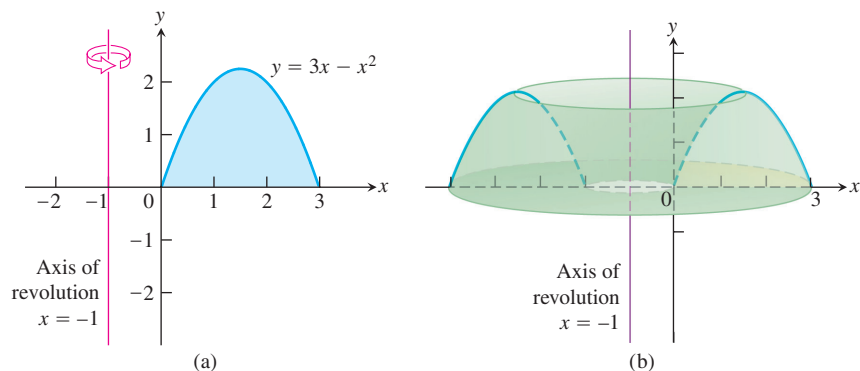 y
y = 3x – x²
2
1
–2
–1
0
1
2
3
x
–1
–2
Axis of
revolution
x = –1
(a)
y
0
3
x
Axis of
revolution
x = –1
(b)